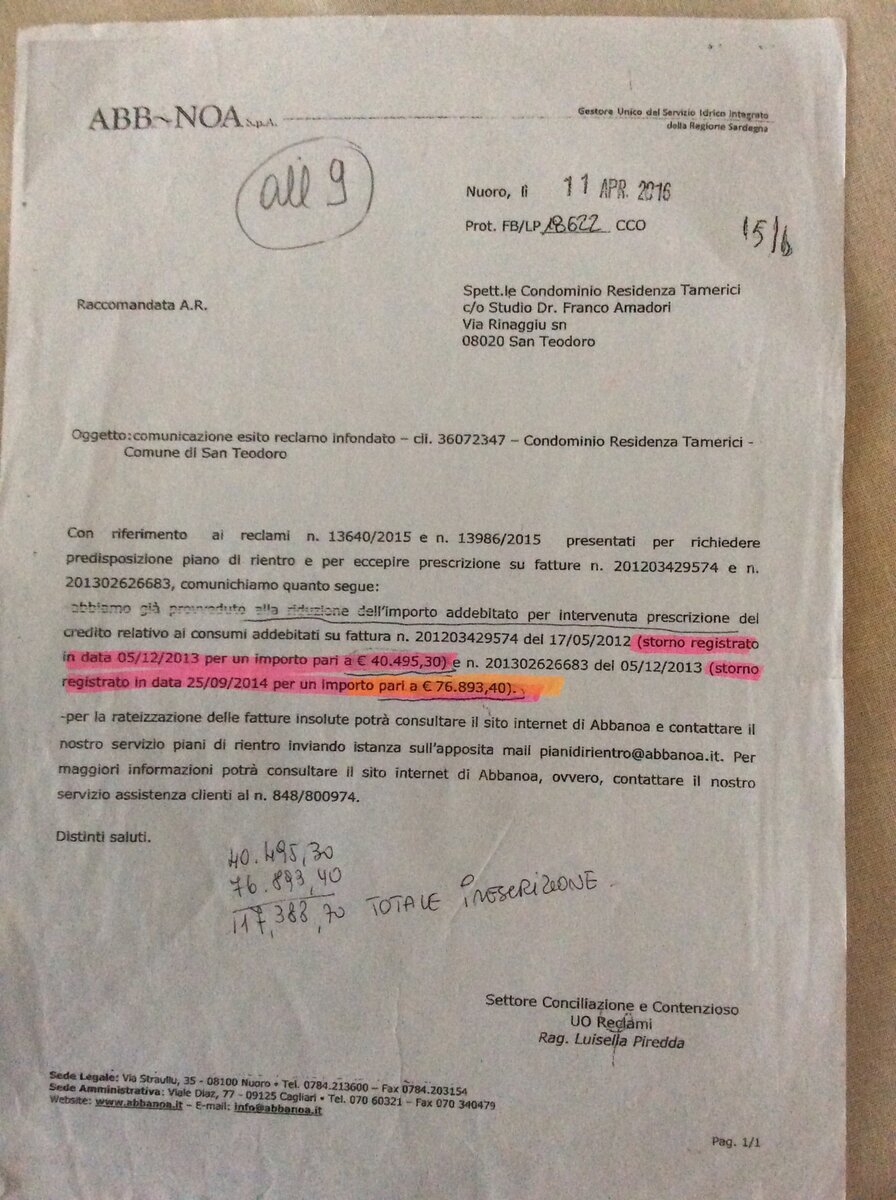 ABBANOA S.p.A.
Gestore Unico del Servizio Idrico Integrato
della Regione Sardegna
all 9
Nuoro, lì 11 APR. 2016
Prot. FB/LP 18622 CCO
15/6
Raccomandata A.R.
Spett.le Condominio Residenza Tamerici
c/o Studio Dr. Franco Amadori
Via Rinaggiu sn
08020 San Teodoro
Oggetto:comunicazione esito reclamo infondato – cli. 36072347 – Condominio Residenza Tamerici -
Comune di San Teodoro
Con riferimento ai reclami n. 13640/2015 e n. 13986/2015 presentati per richiedere
predisposizione piano di rientro e per eccepire prescrizione su fatture n. 201203429574 e n.
201302626683, comunichiamo quanto segue:
abbiamo già provveduto alla riduzione dell'importo addebitato per intervenuta prescrizione del
credito relativo ai consumi addebitati su fattura n. 201203429574 del 17/05/2012 (storno registrato
in data 05/12/2013 per un importo pari a € 40.495,30) e n. 201302626683 del 05/12/2013 (storno
registrato in data 25/09/2014 per un importo pari a € 76.893,40).
-per la rateizzazione delle fatture insolute potrà consultare il sito internet di Abbanoa e contattare il
nostro servizio piani di rientro inviando istanza sull'apposita mail pianidirientro@abbanoa.it. Per
maggiori informazioni potrà consultare il sito internet di Abbanoa, ovvero, contattare il nostro
servizio assistenza clienti al n. 848/800974.
Distinti saluti.
40.495,30
76.893,40
117,388,70 TOTALE PRESCRIZIONE
Settore Conciliazione e Contenzioso
UO Reclami
Rag. Luisella Piredda
Sede Legale: Via Straullu, 35 - 08100 Nuoro • Tel. 0784.213600 – Fax 0784.203154
Sede Amministrativa: Viale Diaz, 77 - 09125 Cagliari • Tel. 070 60321 – Fax 070 340479
Website: www.abbanoa.it – E-mail: info@abbanoa.it
Pag. 1/1